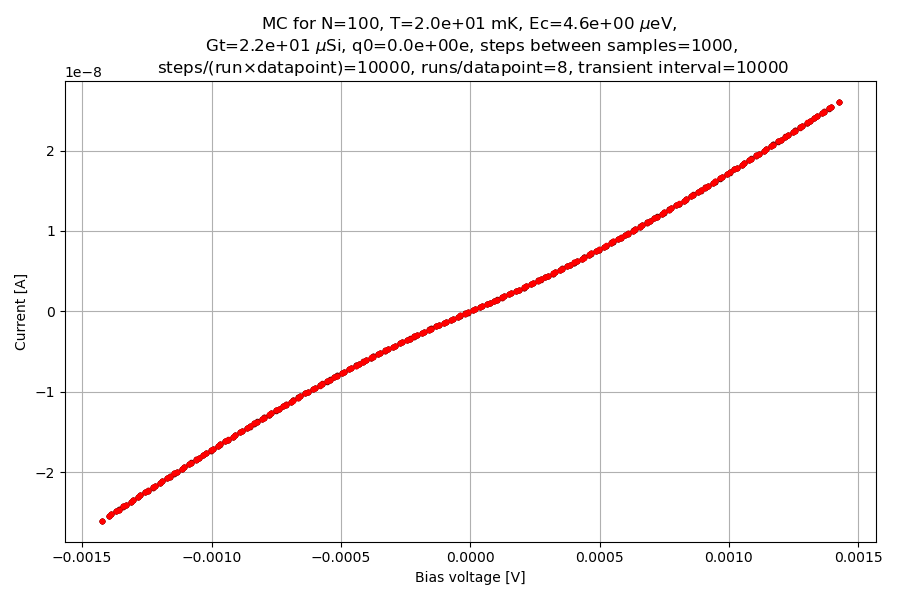 MC for N=100, T=2.0e+01 mK, Ec=4.6e+00 μeV,
Gt=2.2e+01 μSi, q0=0.0e+00e, steps between samples=1000,
steps/(run×datapoint)=10000, runs/datapoint=8, transient interval=10000
1e−8
2
1
0
−1
−2
Current [A]
−0.0015 −0.0010 −0.0005 0.0000 0.0005 0.0010 0.0015
Bias voltage [V]